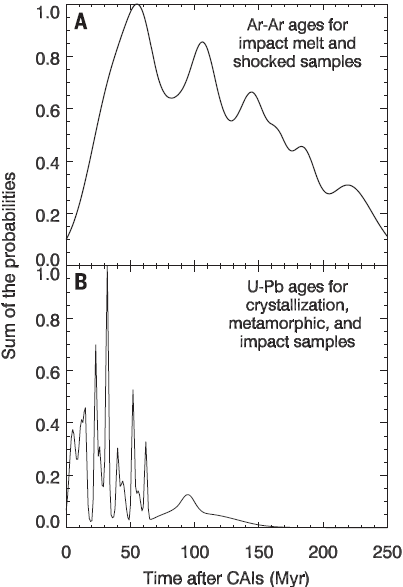 A
Ar-Ar ages for
impact melt and
shocked samples
1.0
0.8
0.6
0.4
0.2
0.0
Sum of the probabilities
B
U-Pb ages for
crystallization,
metamorphic, and
impact samples
1.0
0.8
0.6
0.4
0.2
0.0
0 50 100 150 200 250
Time after CAIs (Myr)